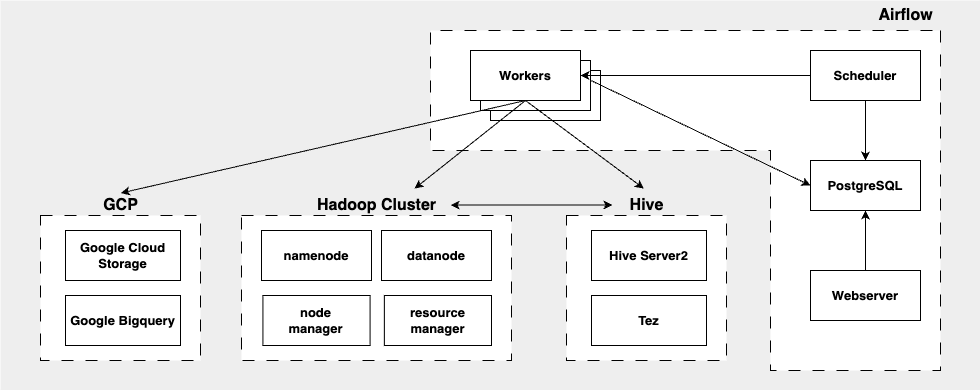 Airflow
Workers
Scheduler
PostgreSQL
GCP
Hadoop Cluster
Hive
Google Cloud
Storage
namenode
datanode
Hive Server2
Webserver
Google Bigquery
node
manager
resource
manager
Tez